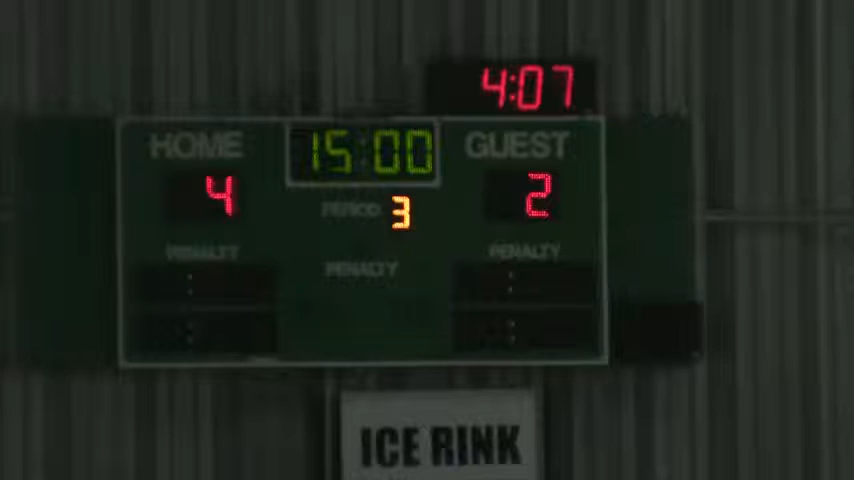 4:07
HOME 15:00 GUEST
4 PERIOD 3 2
PENALTY PENALTY PENALTY
: :
: :
ICE RINK